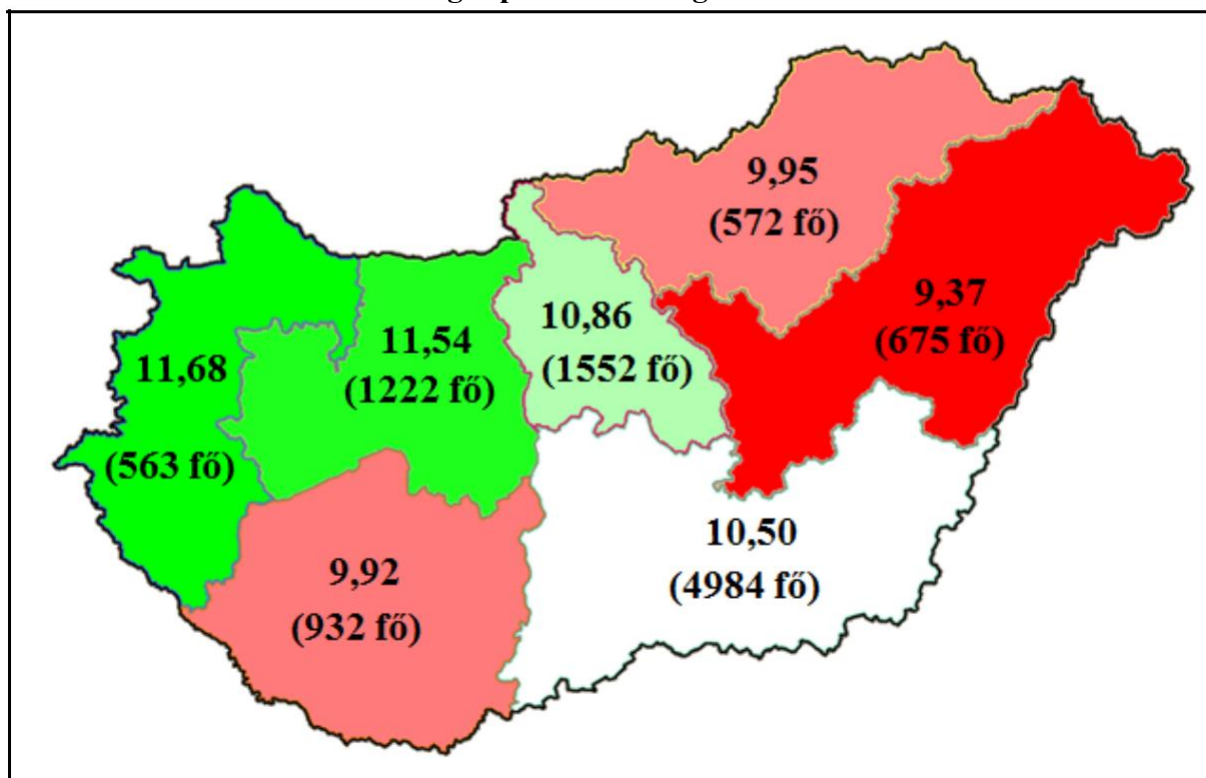 9,95
(572 fő)
9,37
(675 fő)
10,86
(1552 fő)
11,54
(1222 fő)
11,68
(563 fő)
10,50
(4984 fő)
9,92
(932 fő)